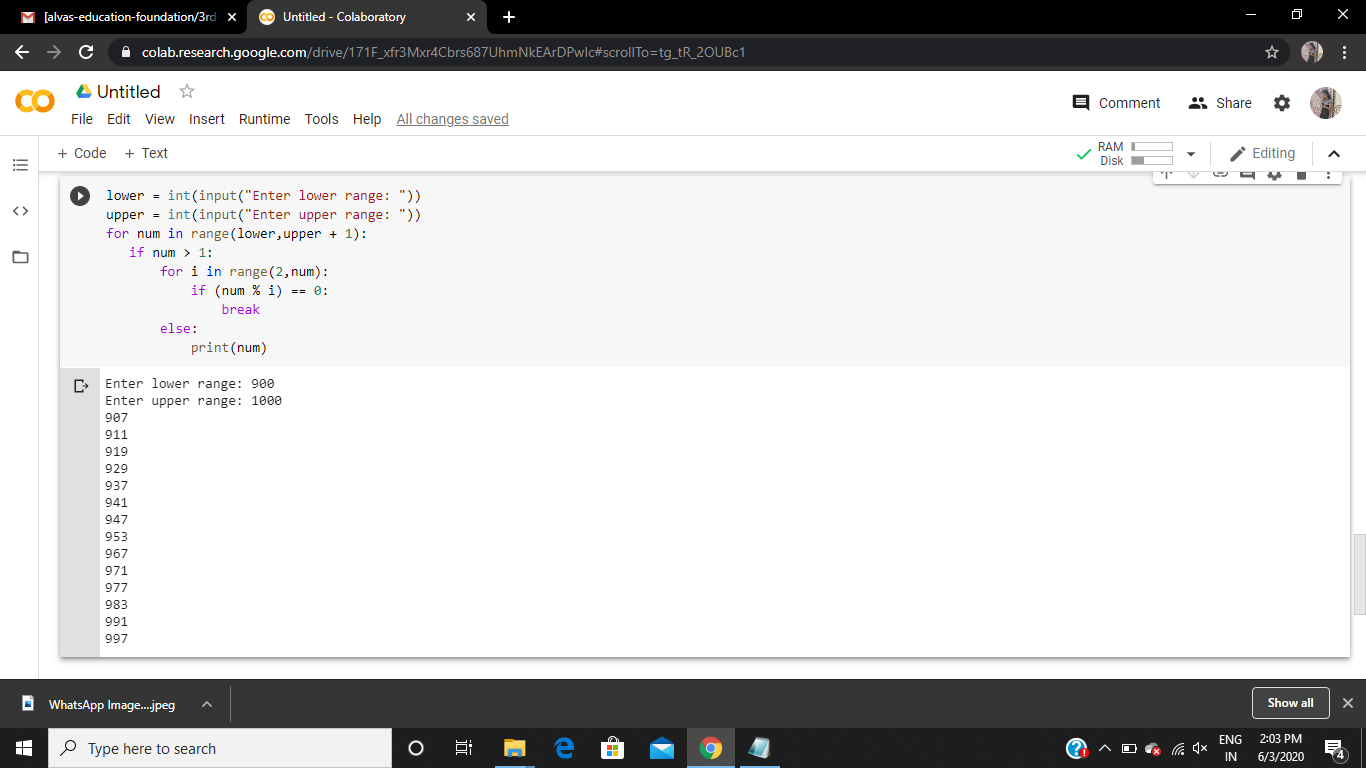 [alvas-education-foundation/3rd
Untitled - Colaboratory
colab.research.google.com/drive/171F_xfr3Mxr4Cbrs687UhmNkEArDPwlc#scrollTo=tg_tR_2OUBc1
Untitled
File Edit View Insert Runtime Tools Help All changes saved
Comment Share
+ Code + Text
RAM
Disk
Editing
lower = int(input("Enter lower range: "))
upper = int(input("Enter upper range: "))
for num in range(lower,upper + 1):
   if num > 1:
       for i in range(2,num):
           if (num % i) == 0:
               break
       else:
           print(num)
Enter lower range: 900
Enter upper range: 1000
907
911
919
929
937
941
947
953
967
971
977
983
991
997
WhatsApp Image....jpeg
Show all
Type here to search
ENG
IN
2:03 PM
6/3/2020
4